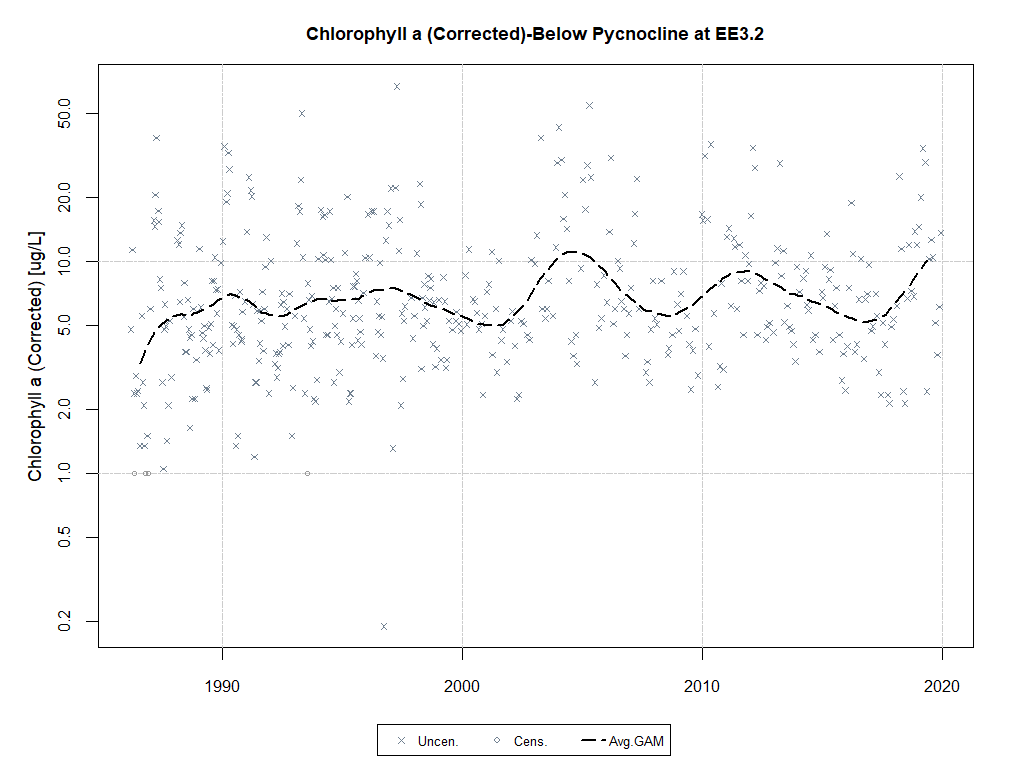 Chlorophyll a (Corrected)-Below Pycnocline at EE3.2
Chlorophyll a (Corrected) [ug/L]
50.0
20.0
10.0
5.0
2.0
1.0
0.5
0.2
1990
2000
2010
2020
Uncen.
Cens.
Avg.GAM